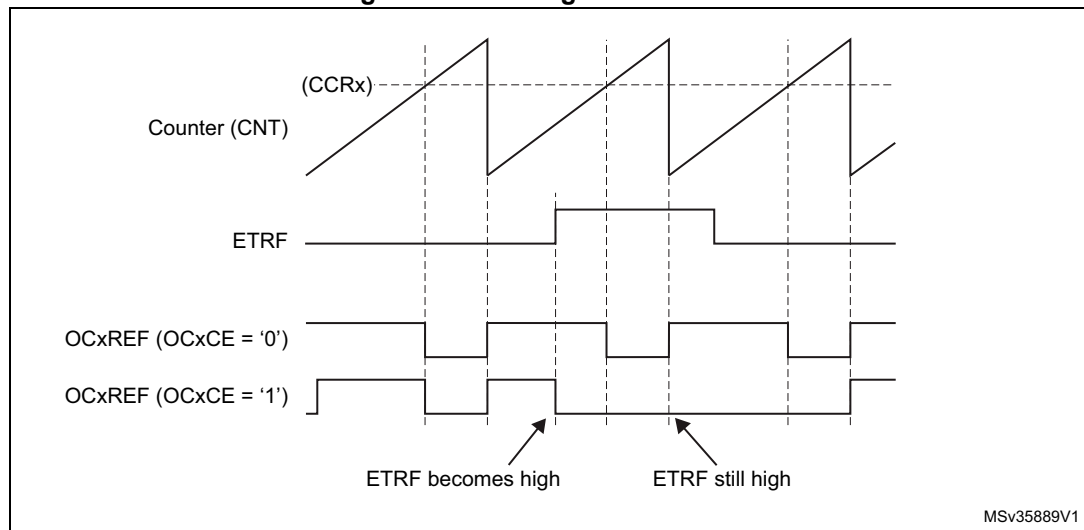 (CCRx)
Counter (CNT)
ETRF
OCxREF (OCxCE = ‘0’)
OCxREF (OCxCE = ‘1’)
ETRF becomes high
ETRF still high
MSv35889V1